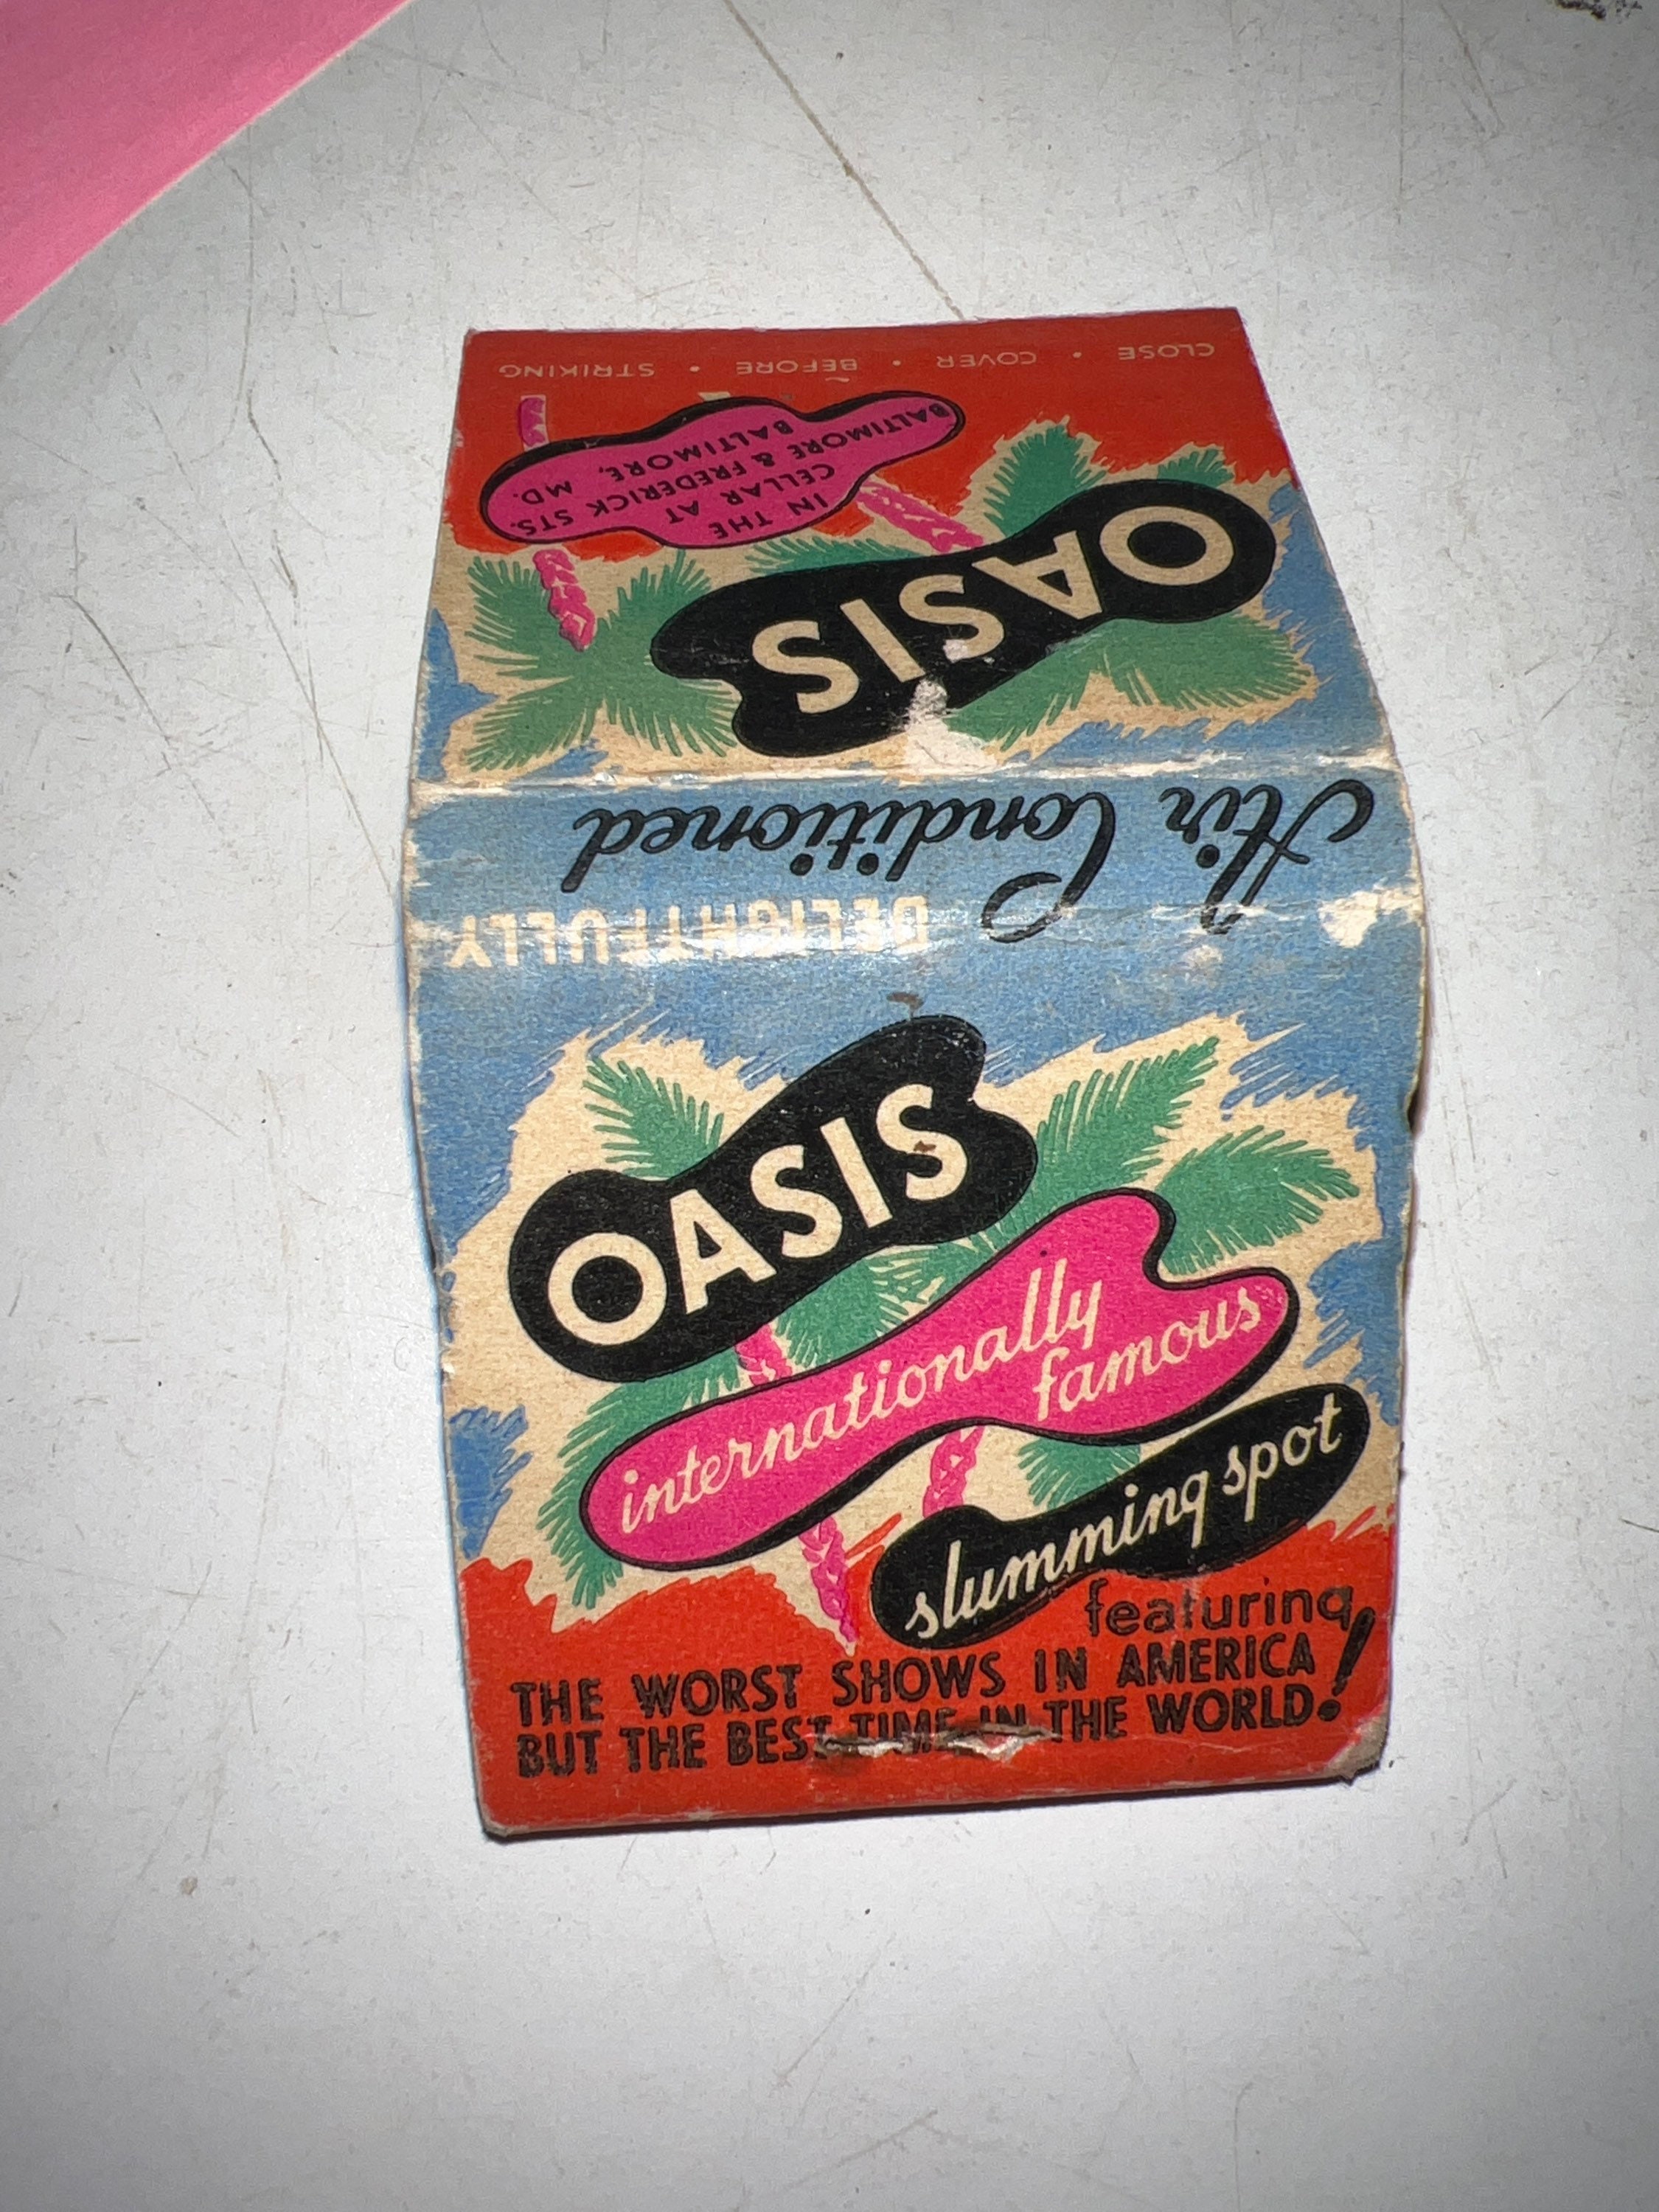 OASIS
internationally
famous
slumming spot
featuring
THE WORST SHOWS IN AMERICA
BUT THE BEST TIME IN THE WORLD!
DELIGHTFULLY
Air Conditioned
OASIS
IN THE
CELLAR AT
BALTIMORE & FREDERICK STS.
BALTIMORE, MD.
CLOSE • COVER • BEFORE • STRIKING